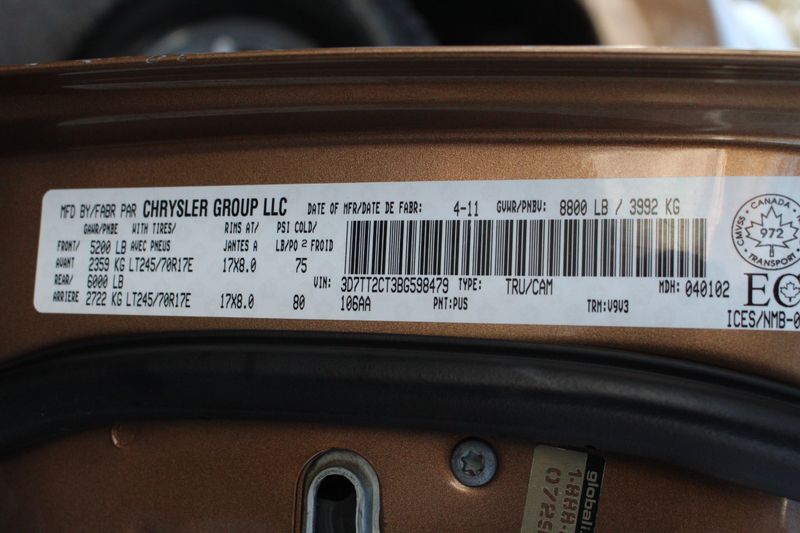 MFD BY/FABR PAR CHRYSLER GROUP LLC DATE OF MFR/DATE DE FABR: 4-11 GVWR/PNBV: 8800 LB / 3992 KG
GAWR/PNBE WITH TIRES/ RIMS AT/ PSI COLD/
FRONT/ 5200 LB AVEC PNEUS JANTES A LB/PO 2 FROID
AVANT 2359 KG LT245/70R17E 17X8.0 75
REAR/ 6000 LB
VIN: 3D7TT2CT3BG598479 TYPE: TRU/CAM MDH: 040102
ARRIERE 2722 KG LT245/70R17E 17X8.0 80 106AA PNT:PUS TRM:V9V3
CANADA
CMVSS 972
TRANSPORT
ICES/NMB-0
globali
1-888